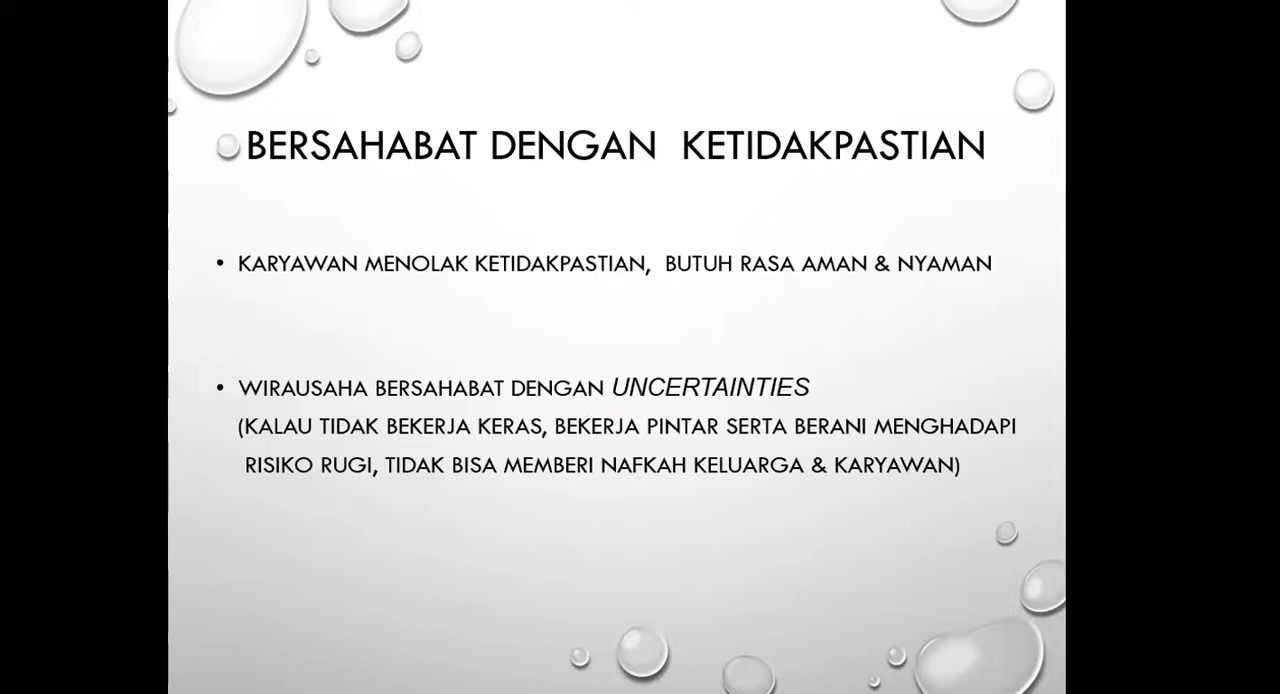 BERSAHABAT DENGAN KETIDAKPASTIAN
• KARYAWAN MENOLAK KETIDAKPASTIAN, BUTUH RASA AMAN & NYAMAN
• WIRAUSAHA BERSAHABAT DENGAN UNCERTAINTIES
(KALAU TIDAK BEKERJA KERAS, BEKERJA PINTAR SERTA BERANI MENGHADAPI
RISIKO RUGI, TIDAK BISA MEMBERI NAFKAH KELUARGA & KARYAWAN)